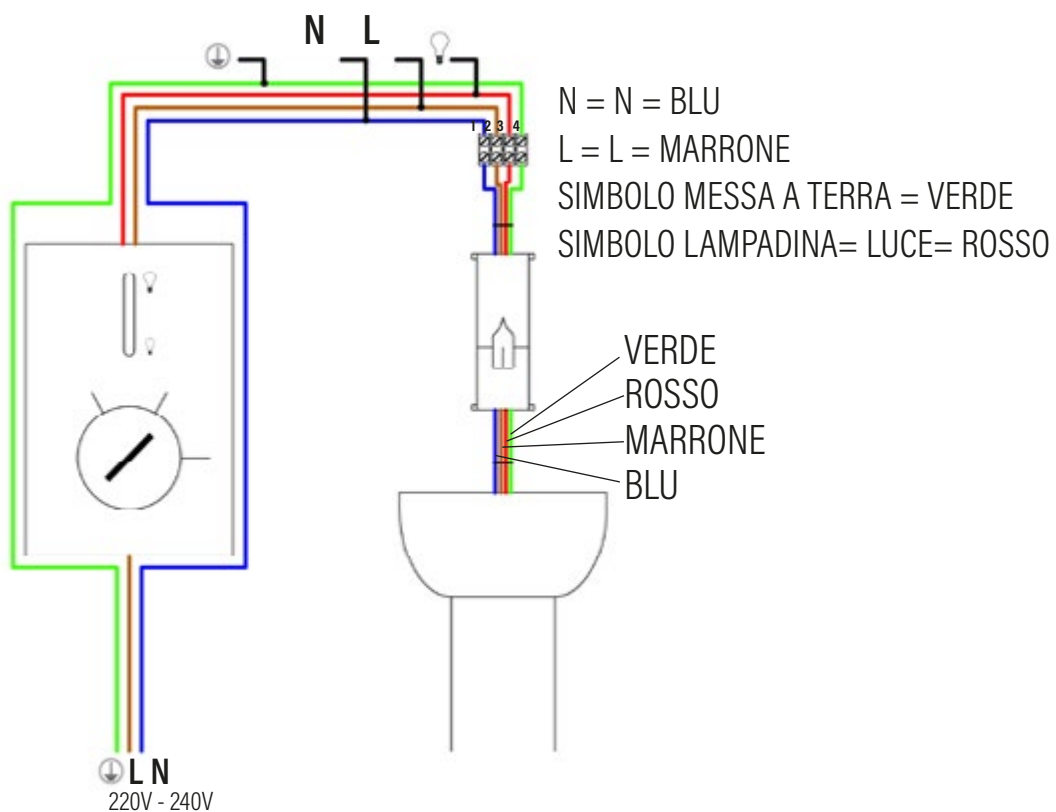 N L
1 2 3 4
N = N = BLU
L = L = MARRONE
SIMBOLO MESSA A TERRA = VERDE
SIMBOLO LAMPADINA= LUCE= ROSSO
VERDE
ROSSO
MARRONE
BLU
L N
220V - 240V